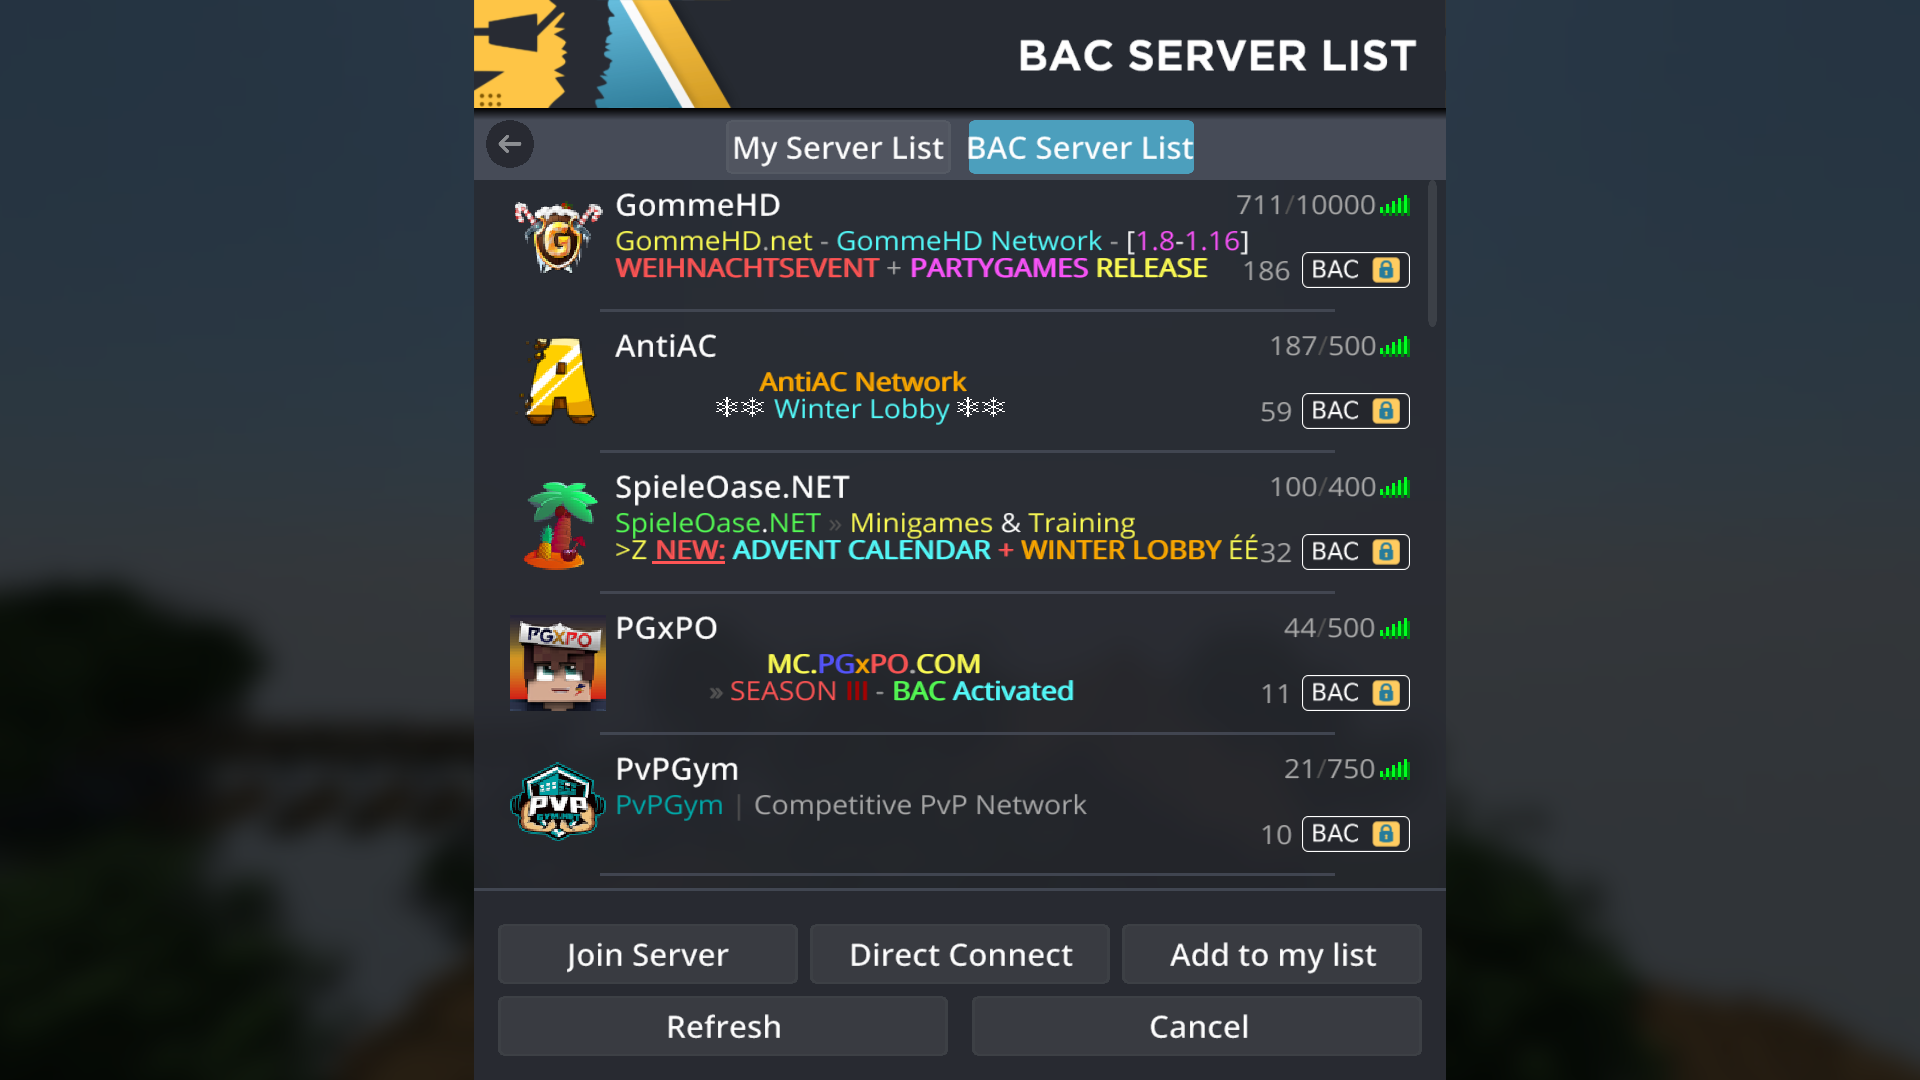 BAC SERVER LIST
My Server List
BAC Server List
GommeHD
711/10000
GommeHD.net - GommeHD Network - [1.8-1.16]
WEIHNACHTSEVENT + PARTYGAMES RELEASE
186 BAC
G
AntiAC
187/500
AntiAC Network
❄❄ Winter Lobby ❄❄
59 BAC
A
SpieleOase.NET
100/400
SpieleOase.NET » Minigames & Training
>Z NEW: ADVENT CALENDAR + WINTER LOBBY ÉÉ
32 BAC
PGxPO
PGXPO
44/500
MC.PGxPO.COM
» SEASON III - BAC Activated
11 BAC
PvPGym
21/750
PvPGym | Competitive PvP Network
PVP
GYM.NET
10 BAC
Join Server
Direct Connect
Add to my list
Refresh
Cancel